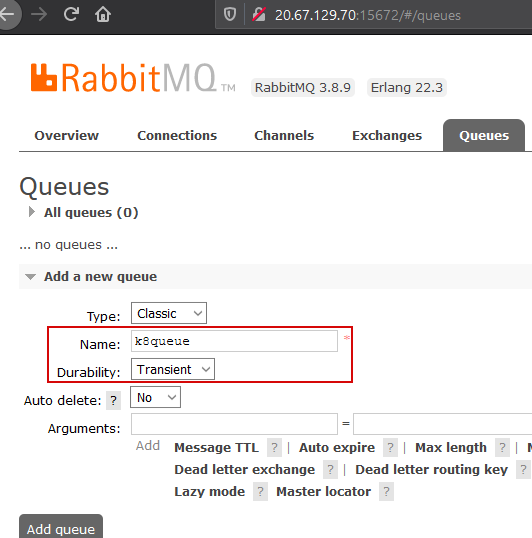 20.67.129.70:15672/#/queues
RabbitMQ TM RabbitMQ 3.8.9 Erlang 22.3
Overview Connections Channels Exchanges Queues
Queues
All queues (0)
... no queues ...
Add a new queue
Type: Classic
Name: k8queue *
Durability: Transient
Auto delete: ? No
Arguments: =
Add Message TTL ? | Auto expire ? | Max length ? |
Dead letter exchange ? | Dead letter routing key ?
Lazy mode ? Master locator ?
Add queue